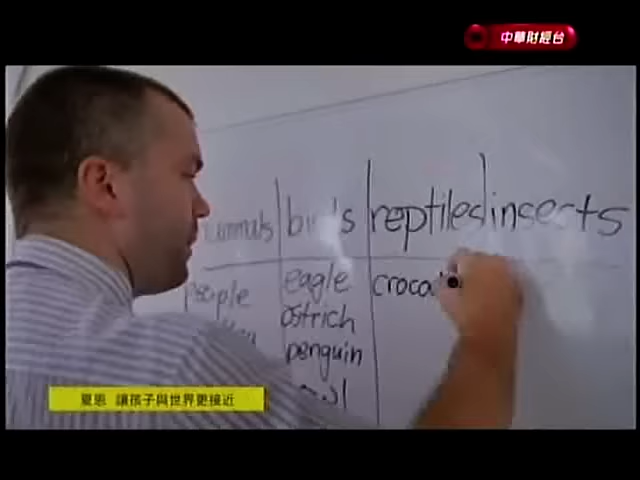 中華財經台
mammals birds reptiles insects
people eagle croco
ostrich
penguin
夏恩 讓孩子與世界更接近